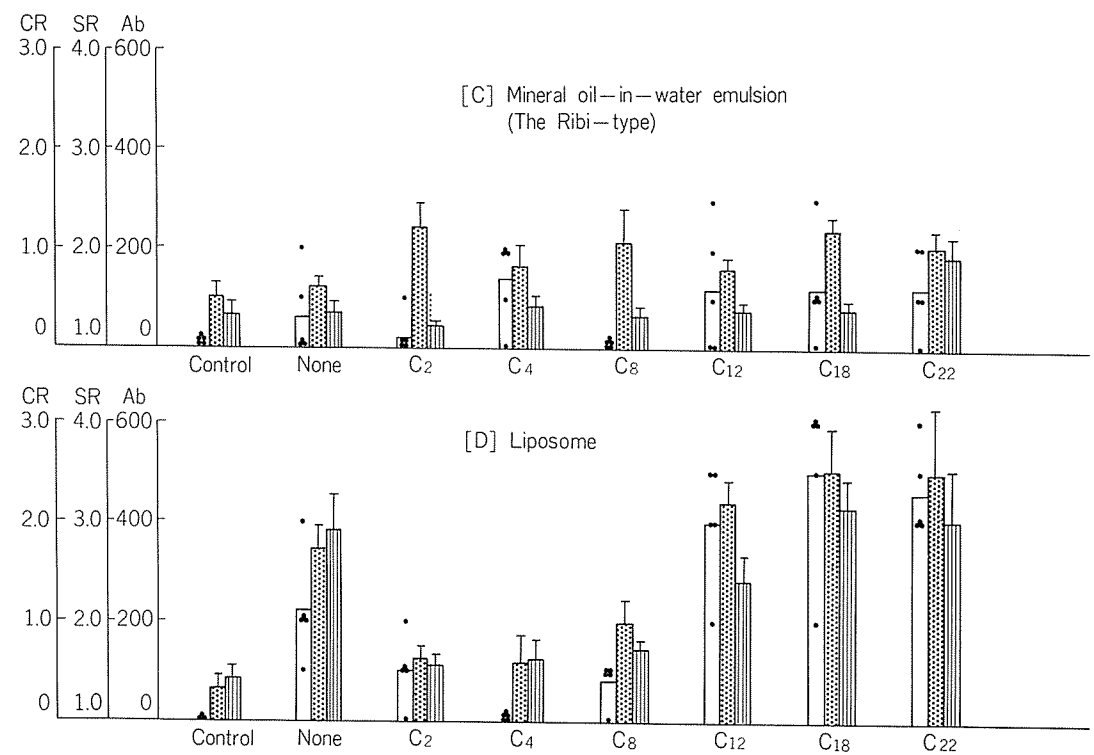 CR SR Ab
3.0 4.0 600
[C] Mineral oil-in-water emulsion
(The Ribi-type)
2.0 3.0 400
1.0 2.0 200
0 1.0 0
Control None C2 C4 C8 C12 C18 C22
CR SR Ab
3.0 4.0 600
[D] Liposome
2.0 3.0 400
1.0 2.0 200
0 1.0 0
Control None C2 C4 C8 C12 C18 C22